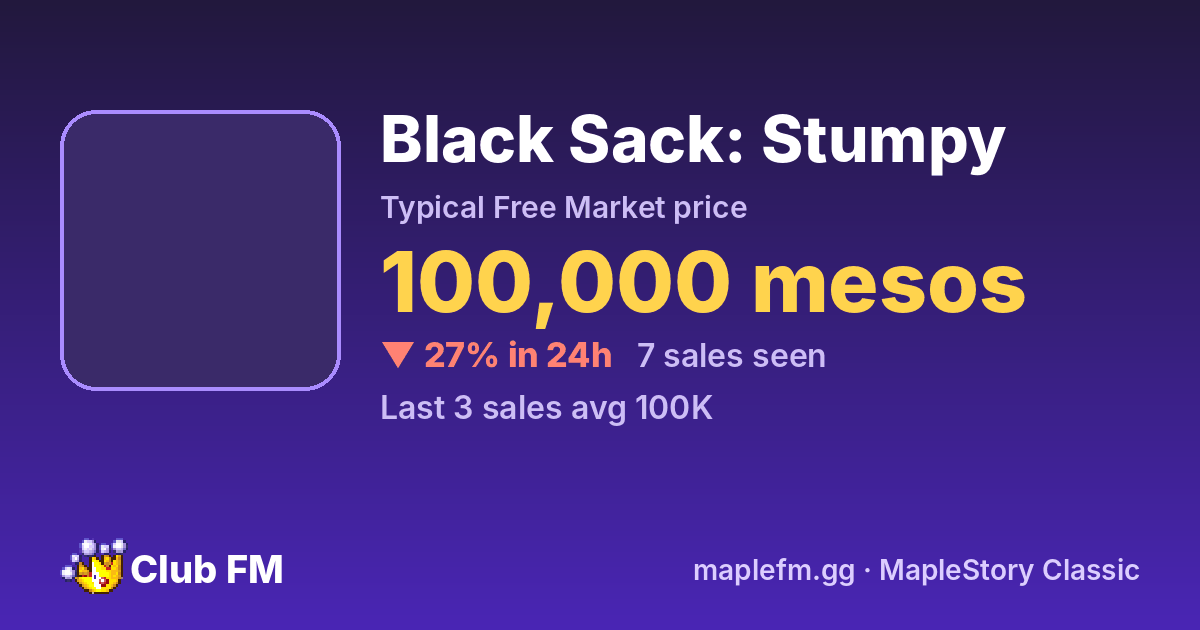 Black Sack: Stumpy
Typical Free Market price
100,000 mesos
▼ 27% in 24h 7 sales seen
Last 3 sales avg 100K
Club FM
maplefm.gg · MapleStory Classic